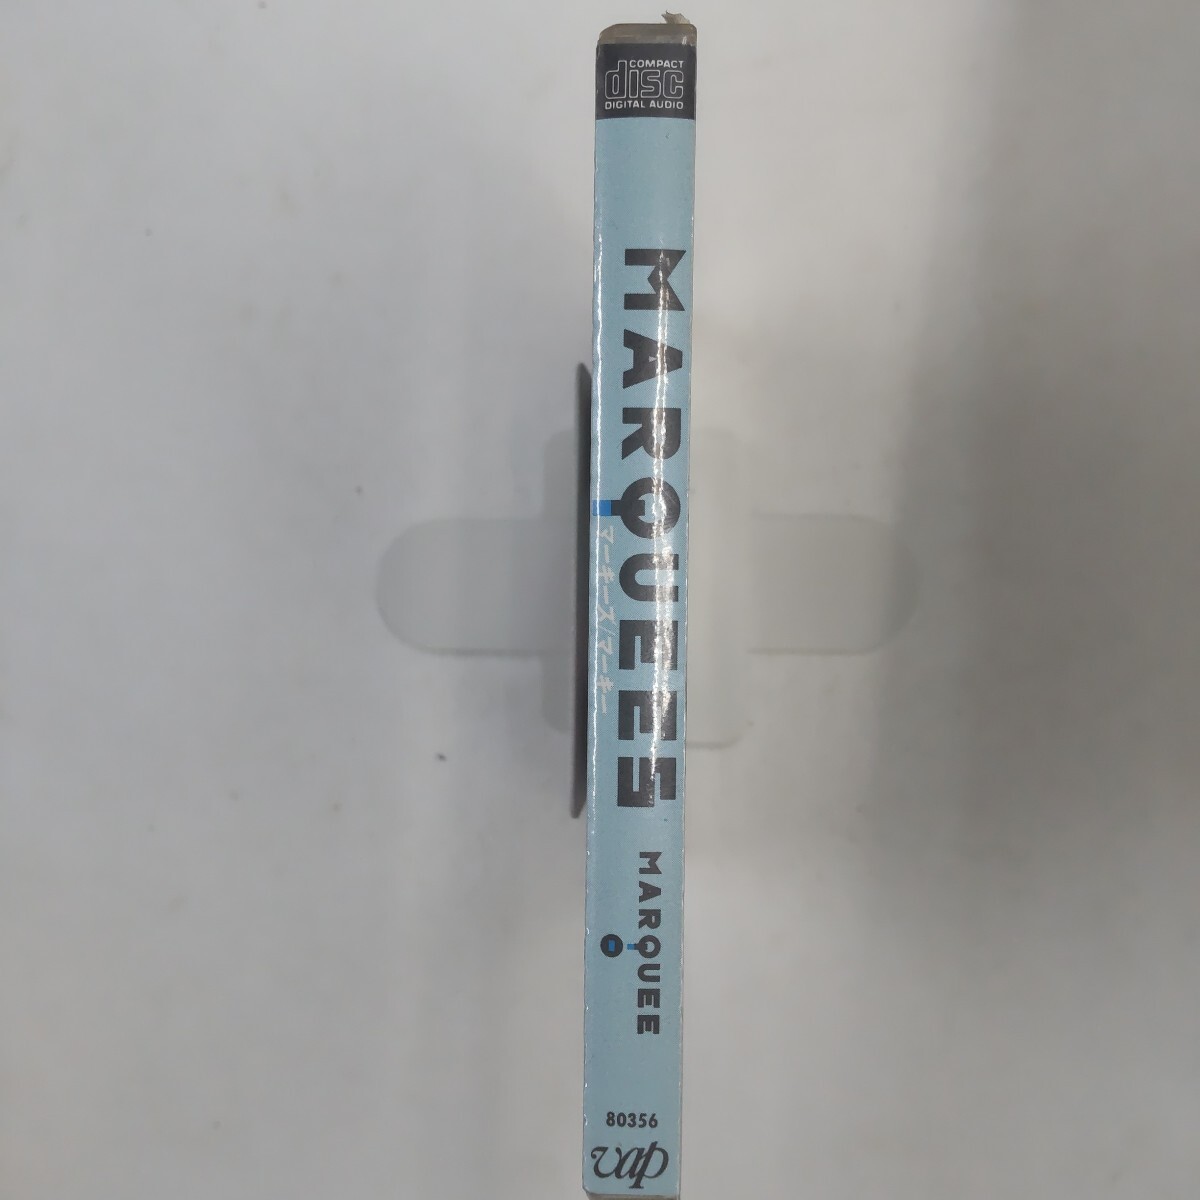 COMPACT
disc
DIGITAL AUDIO
MARQUEES
マーキーズ/マーキー
MARQUEE
80356
vap